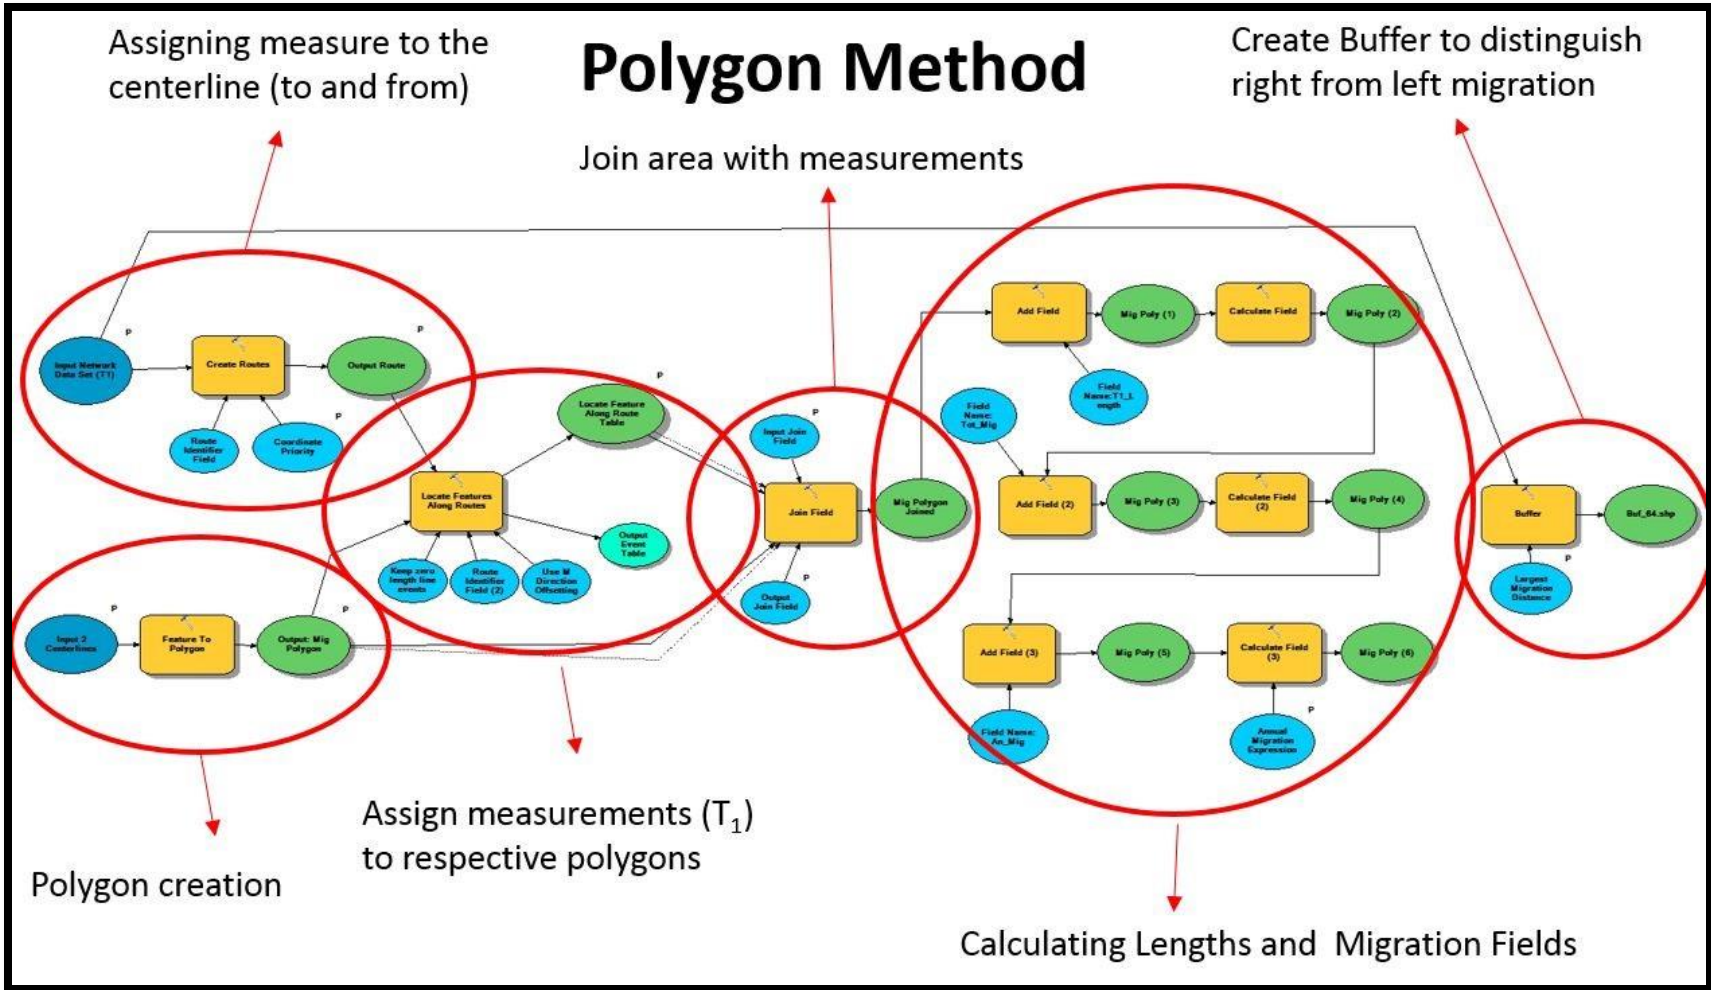 Assigning measure to the
centerline (to and from)
Polygon Method
Create Buffer to distinguish
right from left migration
Join area with measurements
P
Input Network
Data Set (T1)
Create Routes
P
Output Route
Route
Identifier
Field
P
Coordinate
Priority
P
Locate Feature
Along Route
Table
Locate Features
Along Routes
Output
Event
Table
Keep zero
length line
events
Route
Identifier
Field (2)
Use M
Direction
Offsetting
P
Input 2
Centerlines
Feature To
Polygon
P
Output: Mig
Polygon
P
Input Join
Field
Join Field
P
Output
Join Field
Mig Polygon
Joined
Add Field
Mig Poly (1)
Calculate Field
Mig Poly (2)
Field
Name:T1_L
ength
Field
Name:
Tot_Mig
Add Field (2)
Mig Poly (3)
Calculate Field
(2)
Mig Poly (4)
Add Field (3)
Mig Poly (5)
Calculate Field
(3)
Mig Poly (6)
Field Name:
An_Mig
P
Annual
Migration
Expression
Buffer
Buf_64.shp
P
Largest
Migration
Distance
Assign measurements (T1)
to respective polygons
Polygon creation
Calculating Lengths and Migration Fields